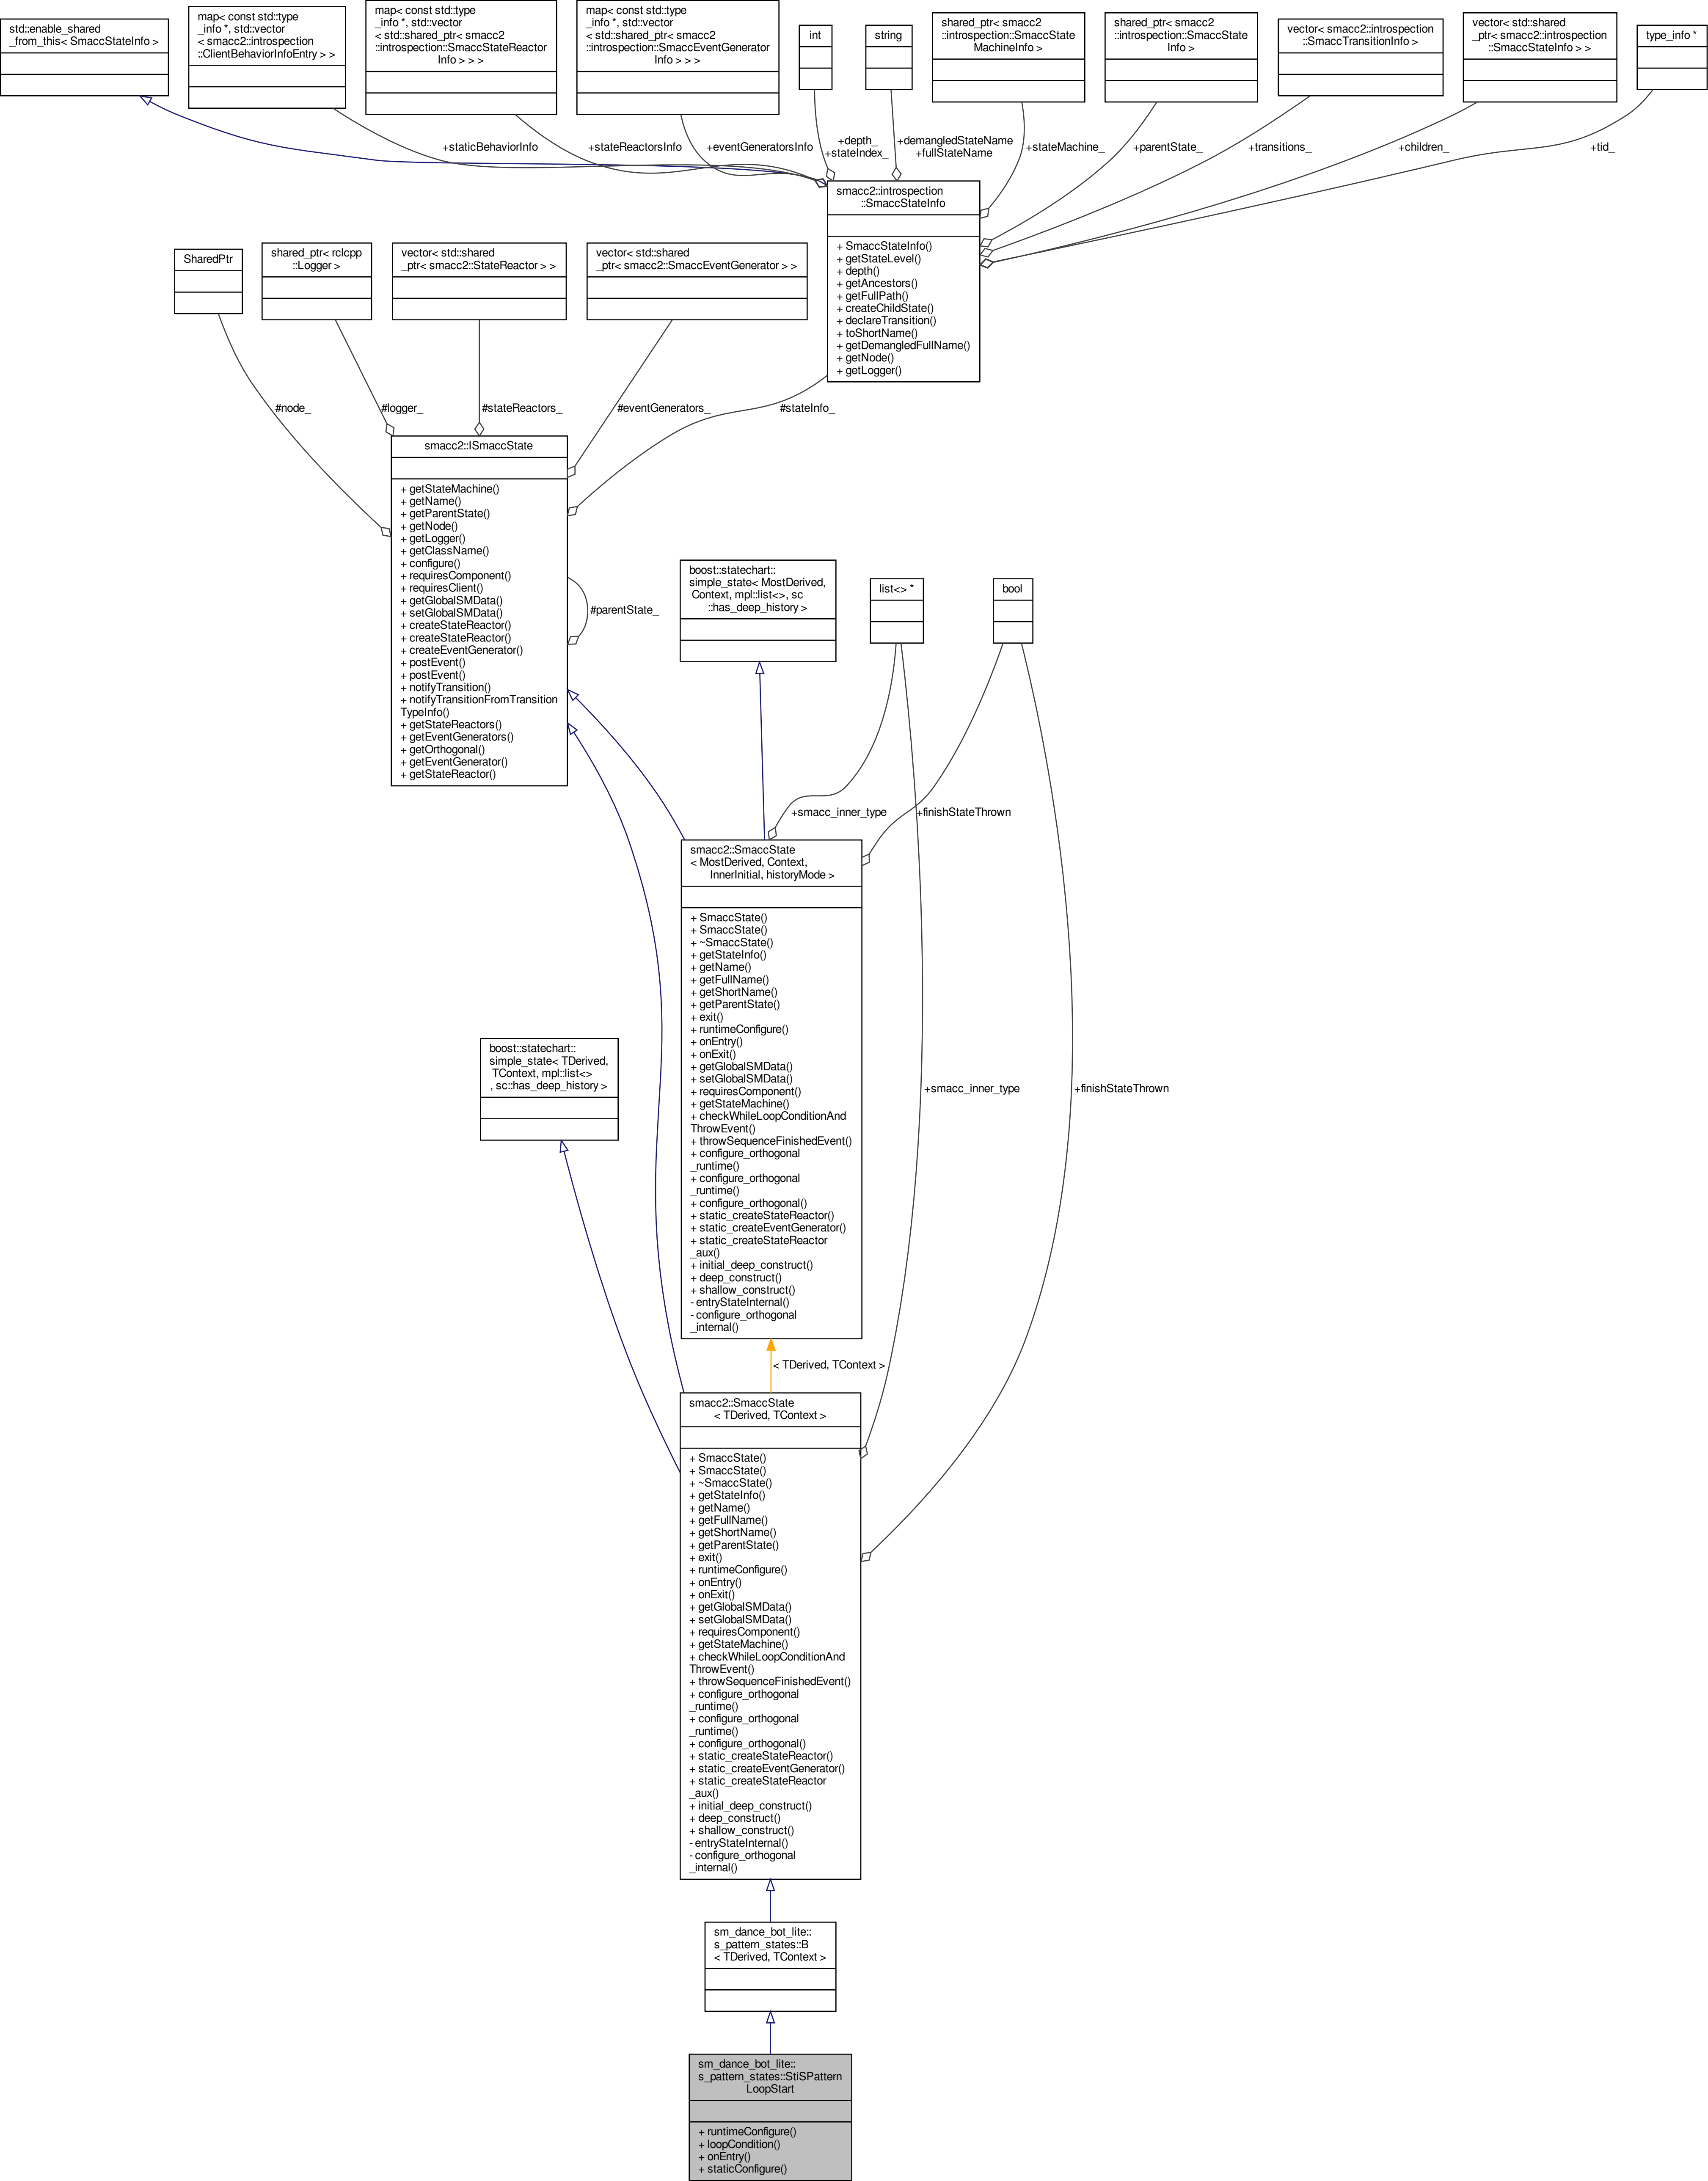 std::enable_shared
_from_this< SmaccStateInfo >
map< const std::type
_info *, std::vector
< smacc2::introspection
::ClientBehaviorInfoEntry > >
map< const std::type
_info *, std::vector
< std::shared_ptr< smacc2
::introspection::SmaccStateReactor
Info > > >
map< const std::type
_info *, std::vector
< std::shared_ptr< smacc2
::introspection::SmaccEventGenerator
Info > > >
int
string
shared_ptr< smacc2
::introspection::SmaccState
MachineInfo >
shared_ptr< smacc2
::introspection::SmaccState
Info >
vector< smacc2::introspection
::SmaccTransitionInfo >
vector< std::shared
_ptr< smacc2::introspection
::SmaccStateInfo > >
type_info *
+staticBehaviorInfo
+stateReactorsInfo
+eventGeneratorsInfo
+depth_
+stateIndex_
+demangledStateName
+fullStateName
+stateMachine_
+parentState_
+transitions_
+children_
+tid_
smacc2::introspection
::SmaccStateInfo
+ SmaccStateInfo()
+ getStateLevel()
+ depth()
+ getAncestors()
+ getFullPath()
+ createChildState()
+ declareTransition()
+ toShortName()
+ getDemangledFullName()
+ getNode()
+ getLogger()
SharedPtr
shared_ptr< rclcpp
::Logger >
vector< std::shared
_ptr< smacc2::StateReactor > >
vector< std::shared
_ptr< smacc2::SmaccEventGenerator > >
#node_
#logger_
#stateReactors_
#eventGenerators_
#stateInfo_
smacc2::ISmaccState
+ getStateMachine()
+ getName()
+ getParentState()
+ getNode()
+ getLogger()
+ getClassName()
+ configure()
+ requiresComponent()
+ requiresClient()
+ getGlobalSMData()
+ setGlobalSMData()
+ createStateReactor()
+ createStateReactor()
+ createEventGenerator()
+ postEvent()
+ postEvent()
+ notifyTransition()
+ notifyTransitionFromTransition
TypeInfo()
+ getStateReactors()
+ getEventGenerators()
+ getOrthogonal()
+ getEventGenerator()
+ getStateReactor()
#parentState_
boost::statechart::
simple_state< MostDerived,
Context, mpl::list<>, sc
::has_deep_history >
list<> *
bool
+smacc_inner_type
+finishStateThrown
smacc2::SmaccState
< MostDerived, Context,
InnerInitial, historyMode >
+ SmaccState()
+ SmaccState()
+ ~SmaccState()
+ getStateInfo()
+ getName()
+ getFullName()
+ getShortName()
+ getParentState()
+ exit()
+ runtimeConfigure()
+ onEntry()
+ onExit()
+ getGlobalSMData()
+ setGlobalSMData()
+ requiresComponent()
+ getStateMachine()
+ checkWhileLoopConditionAnd
ThrowEvent()
+ throwSequenceFinishedEvent()
+ configure_orthogonal
_runtime()
+ configure_orthogonal
_runtime()
+ configure_orthogonal()
+ static_createStateReactor()
+ static_createEventGenerator()
+ static_createStateReactor
_aux()
+ initial_deep_construct()
+ deep_construct()
+ shallow_construct()
- entryStateInternal()
- configure_orthogonal
_internal()
boost::statechart::
simple_state< TDerived,
TContext, mpl::list<>
, sc::has_deep_history >
+smacc_inner_type
+finishStateThrown
< TDerived, TContext >
smacc2::SmaccState
< TDerived, TContext >
+ SmaccState()
+ SmaccState()
+ ~SmaccState()
+ getStateInfo()
+ getName()
+ getFullName()
+ getShortName()
+ getParentState()
+ exit()
+ runtimeConfigure()
+ onEntry()
+ onExit()
+ getGlobalSMData()
+ setGlobalSMData()
+ requiresComponent()
+ getStateMachine()
+ checkWhileLoopConditionAnd
ThrowEvent()
+ throwSequenceFinishedEvent()
+ configure_orthogonal
_runtime()
+ configure_orthogonal
_runtime()
+ configure_orthogonal()
+ static_createStateReactor()
+ static_createEventGenerator()
+ static_createStateReactor
_aux()
+ initial_deep_construct()
+ deep_construct()
+ shallow_construct()
- entryStateInternal()
- configure_orthogonal
_internal()
sm_dance_bot_lite::
s_pattern_states::B
< TDerived, TContext >
sm_dance_bot_lite::
s_pattern_states::StiSPattern
LoopStart
+ runtimeConfigure()
+ loopCondition()
+ onEntry()
+ staticConfigure()